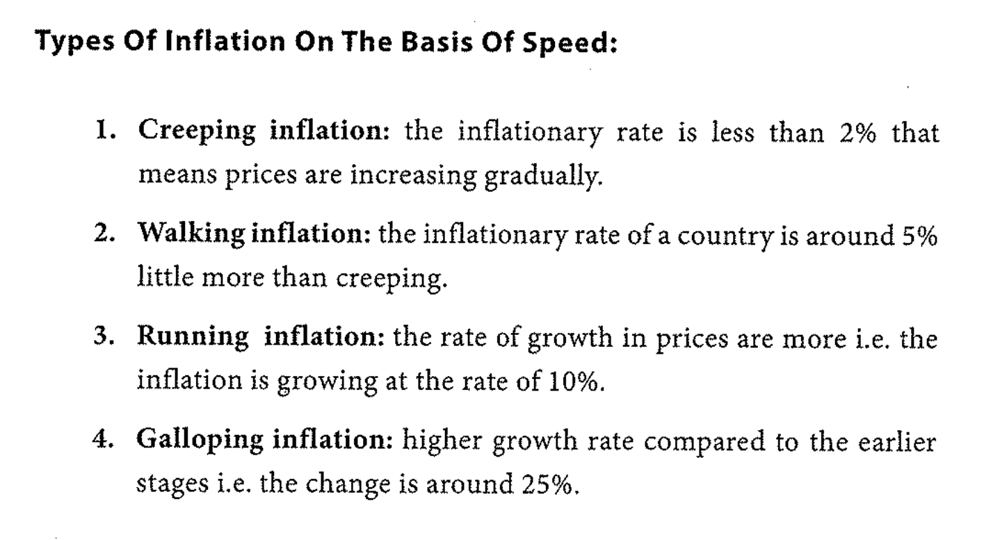 Types Of Inflation On The Basis Of Speed:
1. Creeping inflation: the inflationary rate is less than 2% that
means prices are increasing gradually.
2. Walking inflation: the inflationary rate of a country is around 5%
little more than creeping.
3. Running inflation: the rate of growth in prices are more i.e. the
inflation is growing at the rate of 10%.
4. Galloping inflation: higher growth rate compared to the earlier
stages i.e. the change is around 25%.